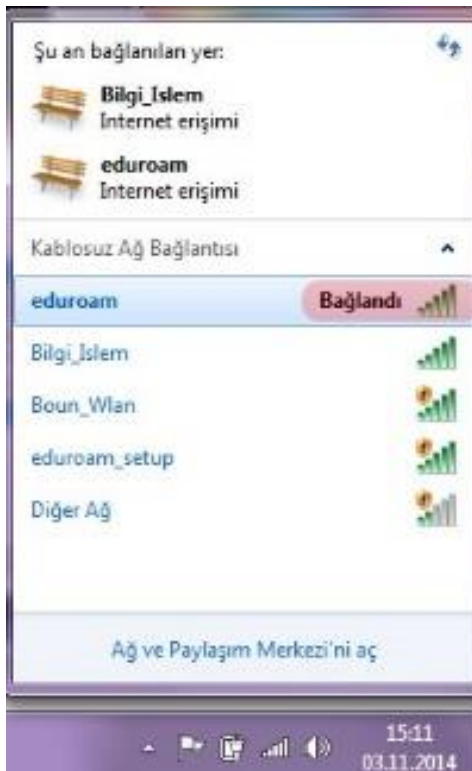 Şu an bağlanılan yer:
Bilgi_Islem
Internet erişimi
eduroam
Internet erişimi
Kablosuz Ağ Bağlantısı
eduroam Bağlandı
Bilgi_Islem
Boun_Wlan
eduroam_setup
Diğer Ağ
Ağ ve Paylaşım Merkezi'ni aç
15:11
03.11.2014